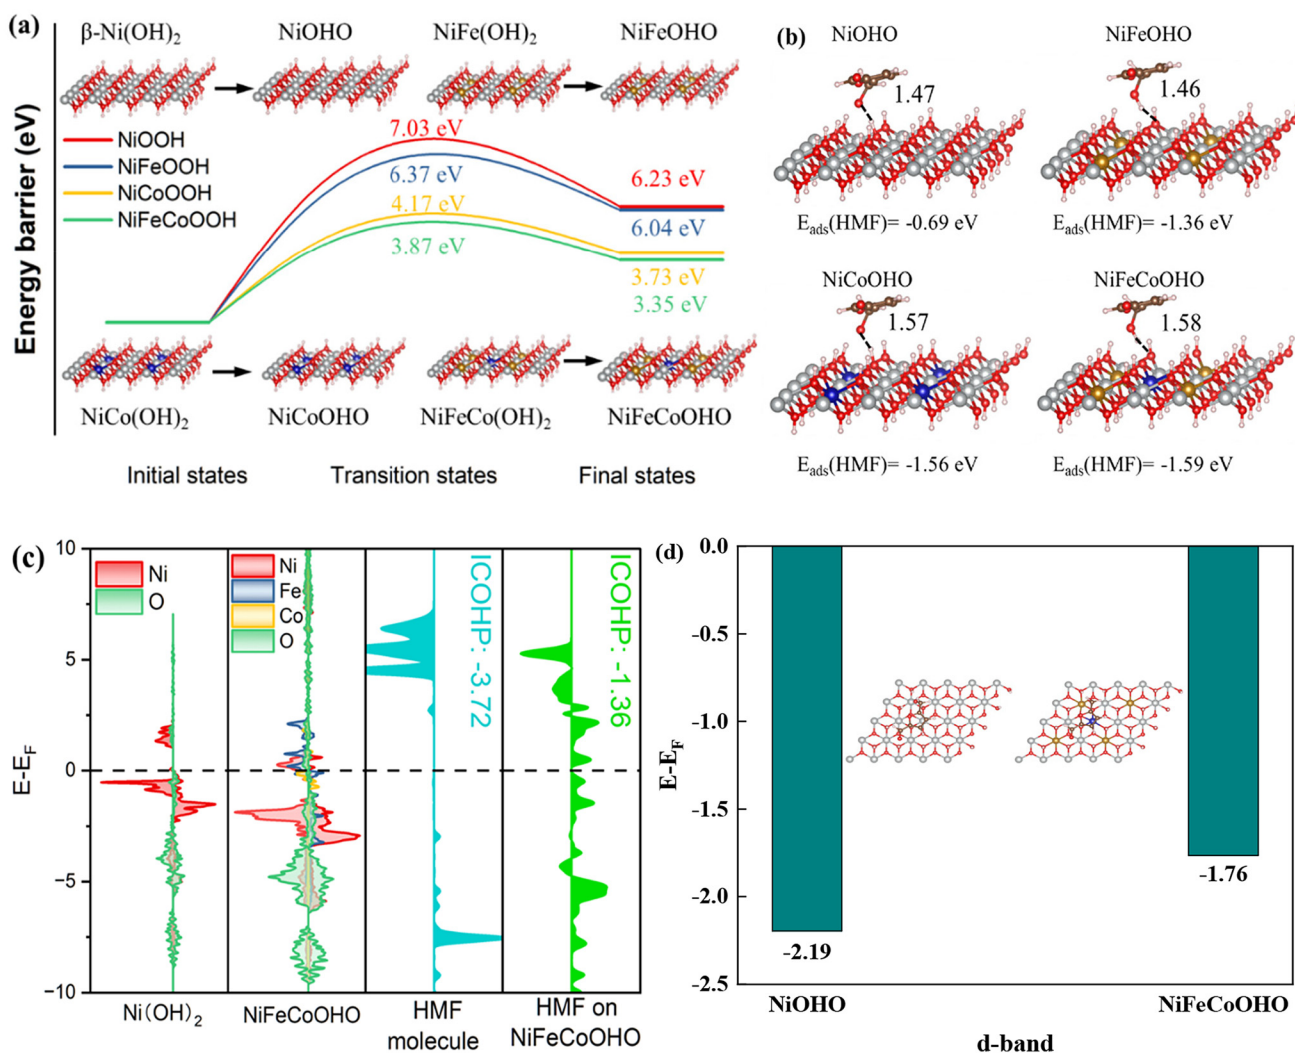 (a)
β-Ni(OH)2
NiOHO
NiFe(OH)2
NiFeOHO
Energy barrier (eV)
NiOOH
NiFeOOH
NiCoOOH
NiFeCoOOH
7.03 eV
6.37 eV
4.17 eV
3.87 eV
6.23 eV
6.04 eV
3.73 eV
3.35 eV
NiCo(OH)2
NiCoOHO
NiFeCo(OH)2
NiFeCoOHO
Initial states
Transition states
Final states
(b)
NiOHO
1.47
Eads(HMF)= -0.69 eV
NiFeOHO
1.46
Eads(HMF)= -1.36 eV
NiCoOHO
1.57
Eads(HMF)= -1.56 eV
NiFeCoOHO
1.58
Eads(HMF)= -1.59 eV
(c)
E-EF
10
5
0
−5
−10
Ni
O
Ni
Fe
Co
O
ICOHP: -3.72
ICOHP: -1.36
Ni(OH)2
NiFeCoOHO
HMF
molecule
HMF on
NiFeCoOHO
(d)
E-EF
0.0
-0.5
-1.0
-1.5
-2.0
-2.5
-2.19
-1.76
NiOHO
NiFeCoOHO
d-band